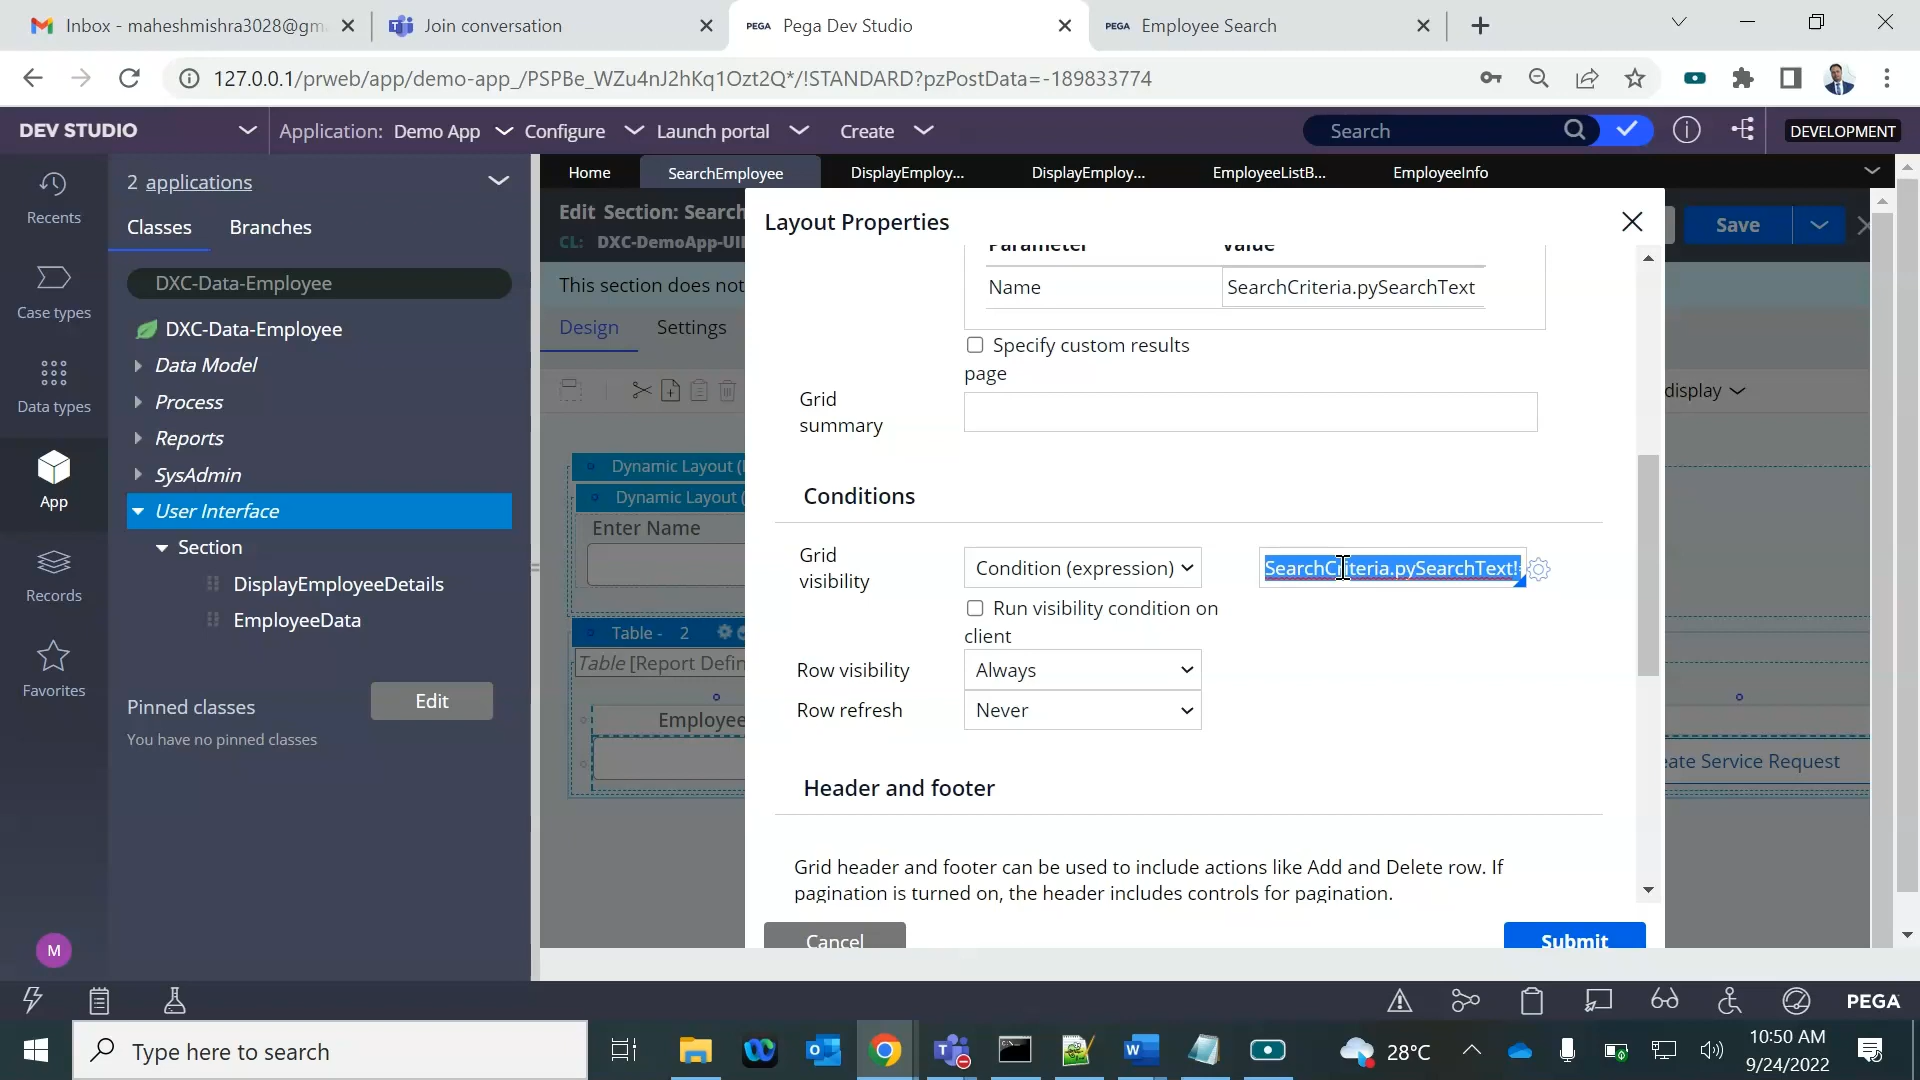 Inbox - maheshmishra3028@gm
Join conversation
PEGA Pega Dev Studio
PEGA Employee Search
127.0.0.1/prweb/app/demo-app_/PSPBe_WZu4nJ2hKq1Ozt2Q*/!STANDARD?pzPostData=-189833774
DEV STUDIO
Application: Demo App
Configure
Launch portal
Create
Search
DEVELOPMENT
Recents
Case types
Data types
App
Records
Favorites
M
2 applications
Classes
Branches
DXC-Data-Employee
DXC-Data-Employee
Data Model
Process
Reports
SysAdmin
User Interface
Section
DisplayEmployeeDetails
EmployeeData
Pinned classes
Edit
You have no pinned classes
Home
SearchEmployee
DisplayEmploy...
DisplayEmploy...
EmployeeListB...
EmployeeInfo
Edit Section: Search
CL: DXC-DemoApp-UI
Save
This section does not
Design
Settings
display
Dynamic Layout
Dynamic Layout
Enter Name
Table - 2
Table [Report Defin
Employee
eate Service Request
Layout Properties
Parameter
Value
Name
SearchCriteria.pySearchText
Specify custom results
page
Grid
summary
Conditions
Grid
visibility
Condition (expression)
SearchCriteria.pySearchText!
Run visibility condition on
client
Row visibility
Always
Row refresh
Never
Header and footer
Grid header and footer can be used to include actions like Add and Delete row. If
pagination is turned on, the header includes controls for pagination.
Cancel
Submit
PEGA
Type here to search
28°C
10:50 AM
9/24/2022